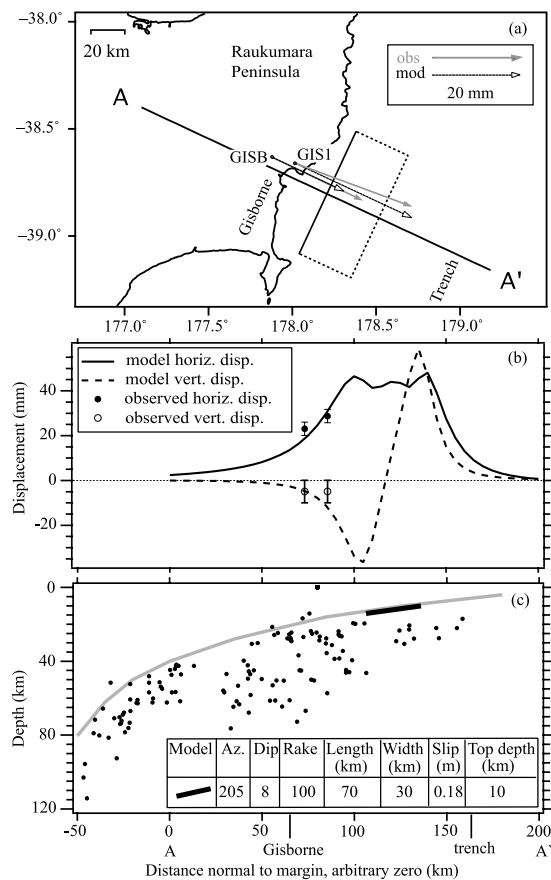 −38.0°
(a)
20 km
Raukumara
Peninsula
obs
mod
20 mm
A
−38.5°
GIS1
GISB
Gisborne
−39.0°
Trench
A'
177.0° 177.5° 178.0° 178.5° 179.0°
model horiz. disp.
(b)
model vert. disp.
observed horiz. disp.
observed vert. disp.
Displacement (mm)
40
20
0
-20
0
(c)
40
80
120
Depth (km)
Model Az. Dip Rake Length (km) Width (km) Slip (m) Top depth (km)
205 8 100 70 30 0.18 10
-50 0 50 100 150 200
A Gisborne trench A'
Distance normal to margin, arbitrary zero (km)